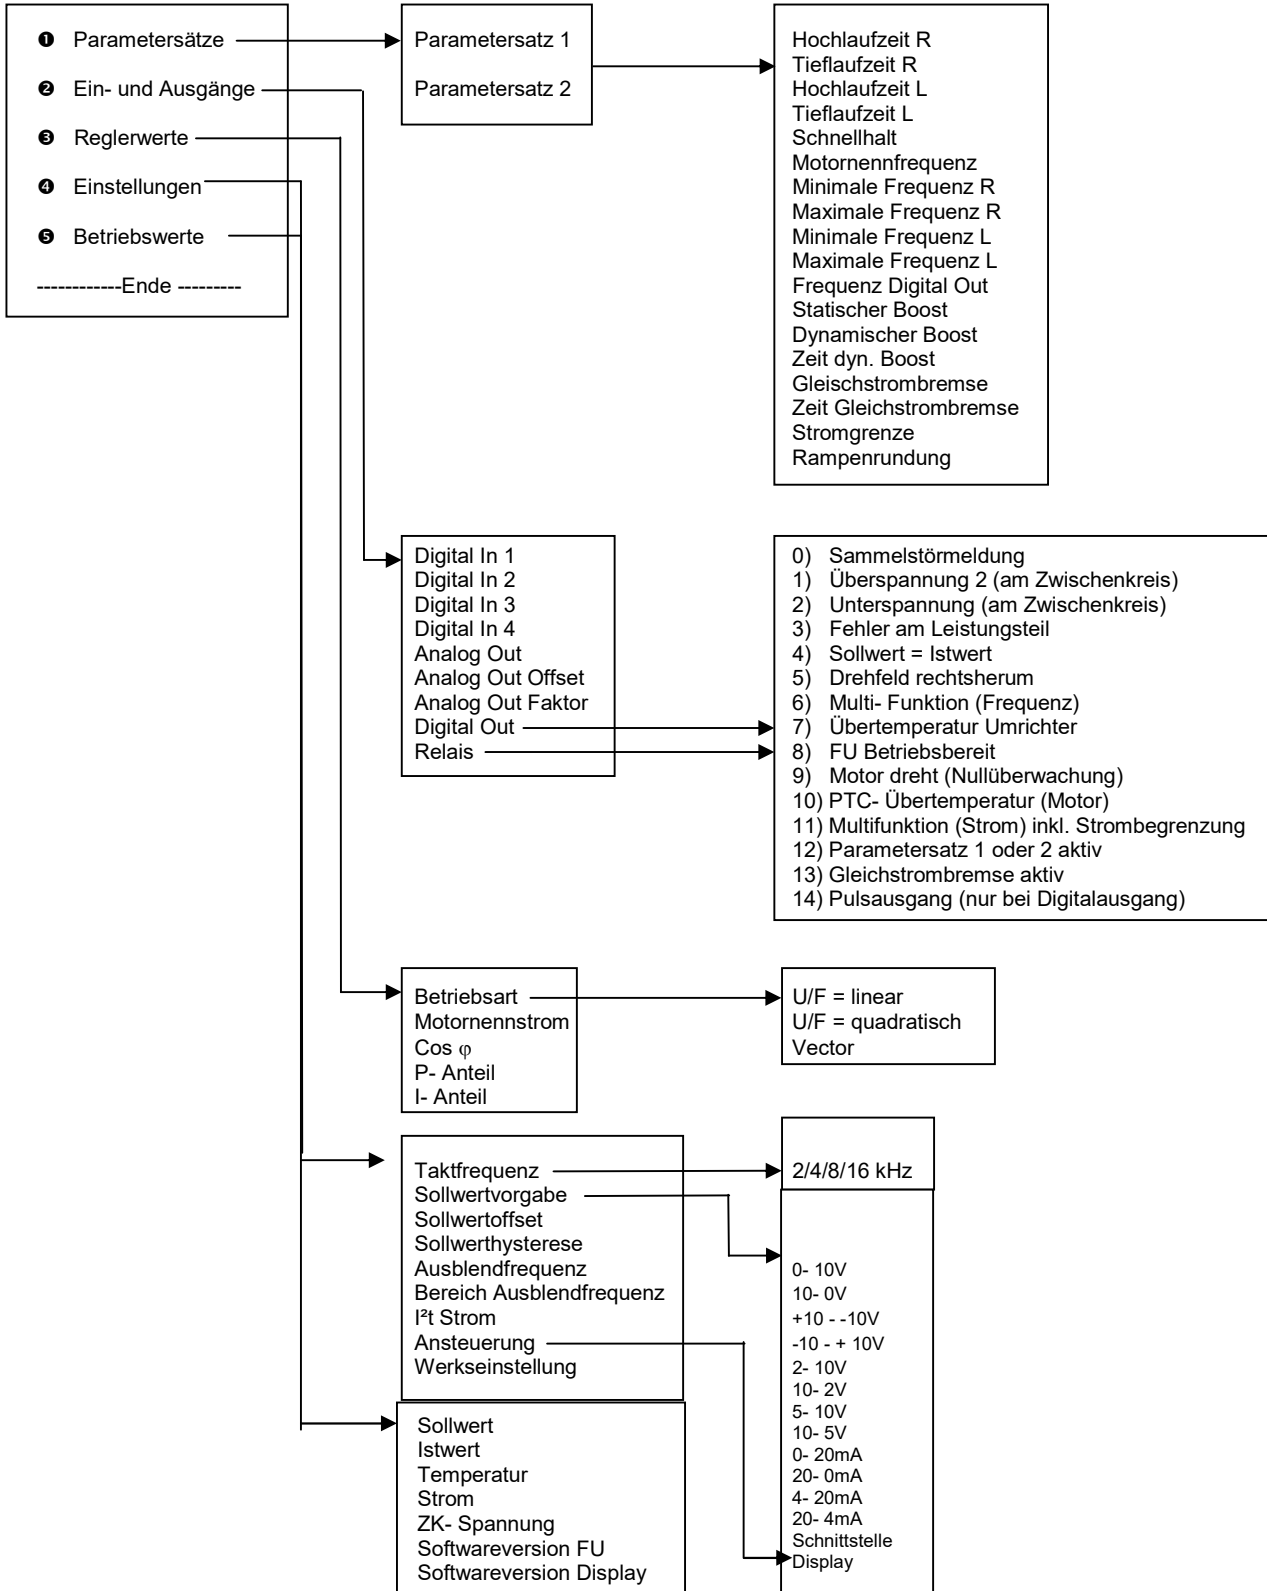 ❶ Parametersätze
❷ Ein- und Ausgänge
❸ Reglerwerte
❹ Einstellungen
❺ Betriebswerte
------------Ende ---------
Parametersatz 1
Parametersatz 2
Hochlaufzeit R
Tieflaufzeit R
Hochlaufzeit L
Tieflaufzeit L
Schnellhalt
Motornennfrequenz
Minimale Frequenz R
Maximale Frequenz R
Minimale Frequenz L
Maximale Frequenz L
Frequenz Digital Out
Statischer Boost
Dynamischer Boost
Zeit dyn. Boost
Gleischstrombremse
Zeit Gleichstrombremse
Stromgrenze
Rampenrundung
Digital In 1
Digital In 2
Digital In 3
Digital In 4
Analog Out
Analog Out Offset
Analog Out Faktor
Digital Out
Relais
0) Sammelstörmeldung
1) Überspannung 2 (am Zwischenkreis)
2) Unterspannung (am Zwischenkreis)
3) Fehler am Leistungsteil
4) Sollwert = Istwert
5) Drehfeld rechtsherum
6) Multi- Funktion (Frequenz)
7) Übertemperatur Umrichter
8) FU Betriebsbereit
9) Motor dreht (Nullüberwachung)
10) PTC- Übertemperatur (Motor)
11) Multifunktion (Strom) inkl. Strombegrenzung
12) Parametersatz 1 oder 2 aktiv
13) Gleichstrombremse aktiv
14) Pulsausgang (nur bei Digitalausgang)
Betriebsart
Motornennstrom
Cos φ
P- Anteil
I- Anteil
U/F = linear
U/F = quadratisch
Vector
Taktfrequenz
Sollwertvorgabe
Sollwertoffset
Sollwerthysterese
Ausblendfrequenz
Bereich Ausblendfrequenz
I²t Strom
Ansteuerung
Werkseinstellung
2/4/8/16 kHz
0- 10V
10- 0V
+10 - -10V
-10 - + 10V
2- 10V
10- 2V
5- 10V
10- 5V
0- 20mA
20- 0mA
4- 20mA
20- 4mA
Schnittstelle
Display
Sollwert
Istwert
Temperatur
Strom
ZK- Spannung
Softwareversion FU
Softwareversion Display